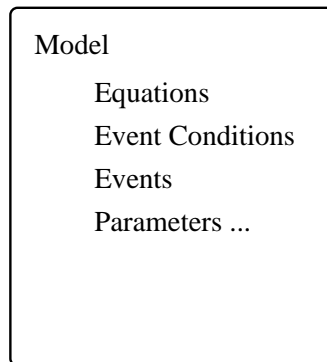 Model
Equations
Event Conditions
Events
Parameters ...